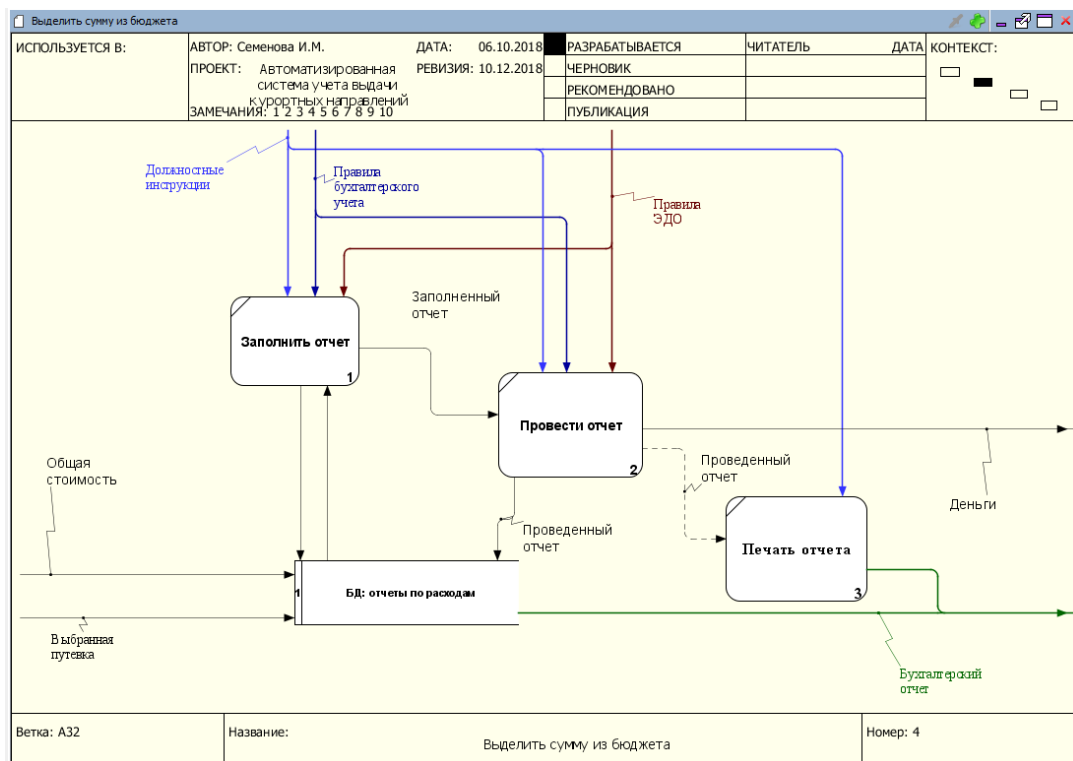 Выделить сумму из бюджета
ИСПОЛЬЗУЕТСЯ В:
АВТОР: Семенова И.М.
ДАТА: 06.10.2018
РАЗРАБАТЫВАЕТСЯ
ЧИТАТЕЛЬ
ДАТА
КОНТЕКСТ:
ПРОЕКТ: Автоматизированная
система учета выдачи
курортных направлений
РЕВИЗИЯ: 10.12.2018
ЧЕРНОВИК
РЕКОМЕНДОВАНО
ЗАМЕЧАНИЯ: 1 2 3 4 5 6 7 8 9 10
ПУБЛИКАЦИЯ
Должностные
инструкции
Правила
бухгалтерского
учета
Правила
ЭДО
Заполненный
отчет
Заполнить отчет
1
Провести отчет
2
Общая
стоимость
Проведенный
отчет
Деньги
Проведенный
отчет
Печать отчета
3
1
БД: отчеты по расходам
Выбранная
путевка
Бухгалтерский
отчет
Ветка: A32
Название:
Выделить сумму из бюджета
Номер: 4